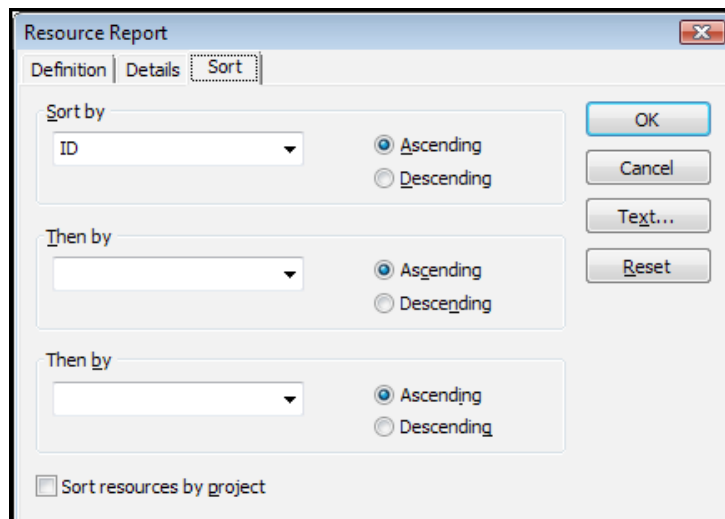 Resource Report
Definition Details Sort
Sort by
ID
Ascending
Descending
OK
Cancel
Text...
Reset
Then by
Ascending
Descending
Then by
Ascending
Descending
Sort resources by project